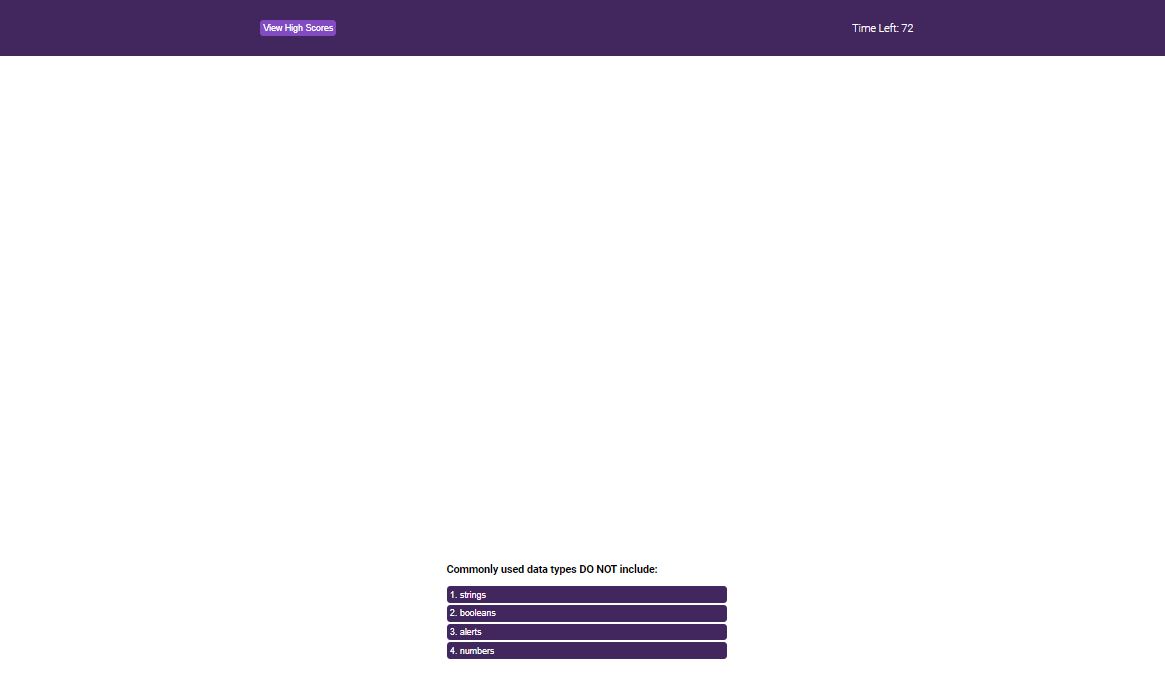 View High Scores
Time Left: 72
Commonly used data types DO NOT include:
1. strings
2. booleans
3. alerts
4. numbers